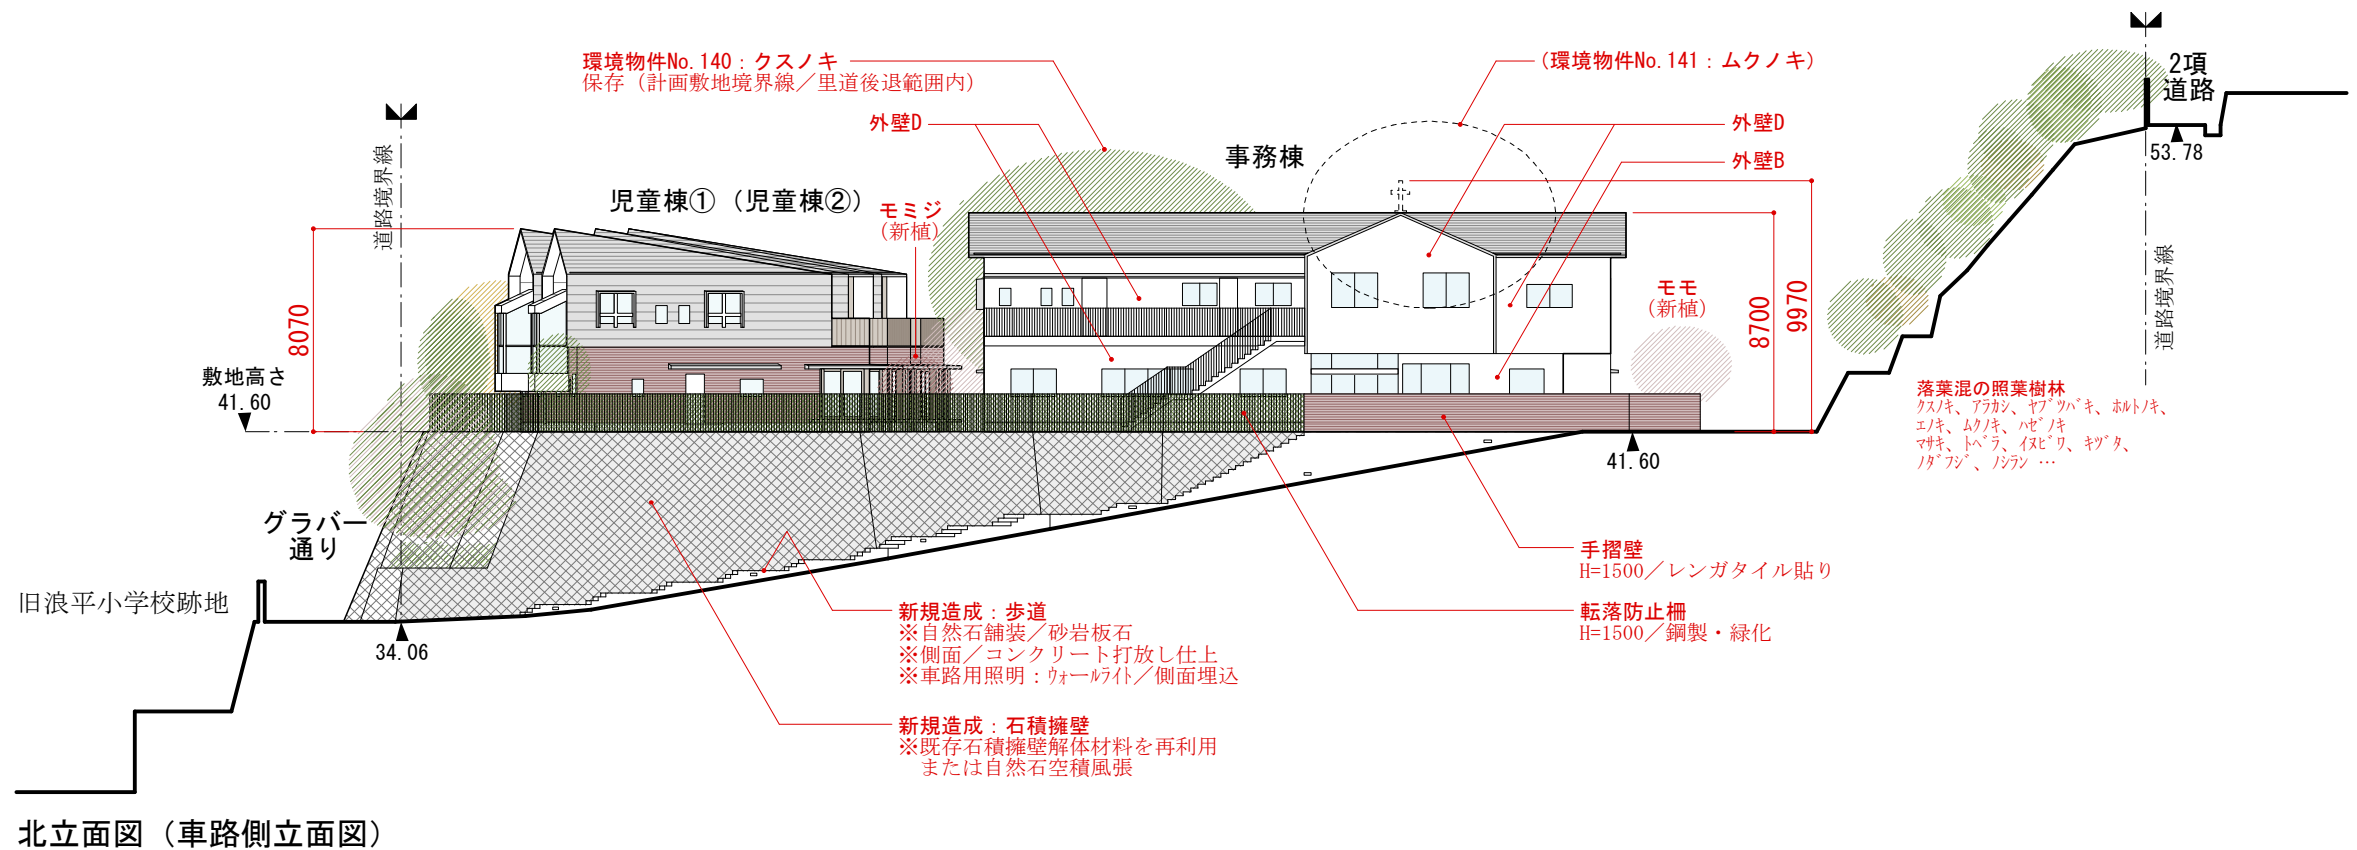 環境物件No.140：クスノキ
保存（計画敷地境界線／里道後退範囲内）
（環境物件No.141：ムクノキ）
2項
道路
53.78
外壁D
外壁D
外壁B
事務棟
道路境界線
児童棟①（児童棟②）
モミジ
（新植）
モモ
（新植）
8070
8700
9970
道路境界線
敷地高さ
41.60
落葉混の照葉樹林
クスノキ、アラカシ、ヤブツバキ、ホルトノキ、
エノキ、ムクノキ、ハゼノキ
マサキ、トベラ、イヌビワ、キヅタ、
ノダフジ、ノシラン …
41.60
グラバー
通り
手摺壁
H=1500／レンガタイル貼り
旧浪平小学校跡地
新規造成：歩道
※自然石舗装／砂岩板石
※側面／コンクリート打放し仕上
※車路用照明：ウォールライト／側面埋込
転落防止柵
H=1500／鋼製・緑化
34.06
新規造成：石積擁壁
※既存石積擁壁解体材料を再利用
または自然石空積風張
北立面図（車路側立面図）